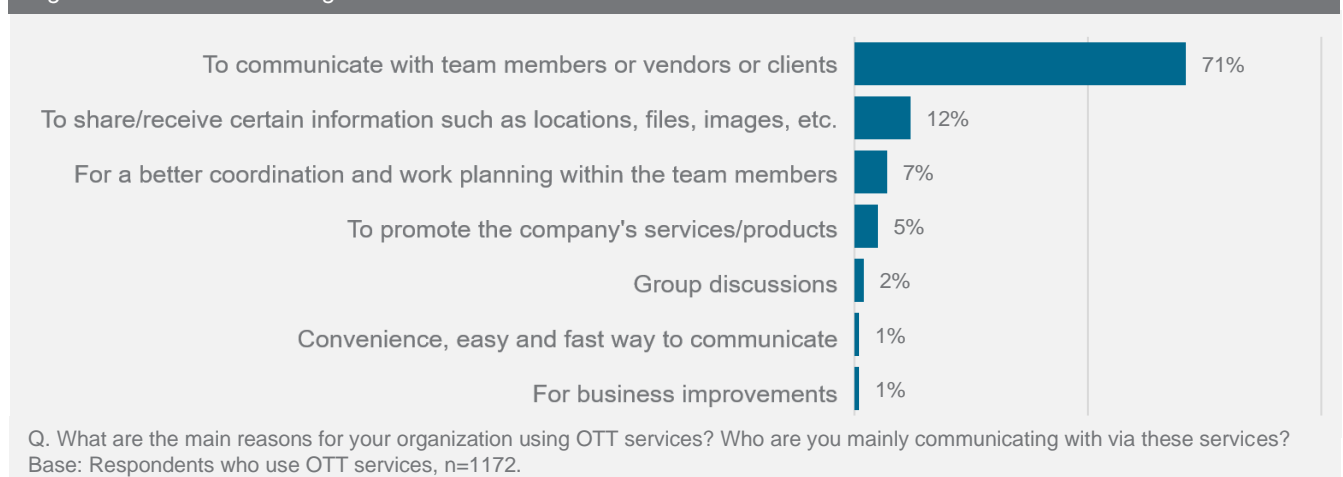 To communicate with team members or vendors or clients 71%
To share/receive certain information such as locations, files, images, etc. 12%
For a better coordination and work planning within the team members 7%
To promote the company's services/products 5%
Group discussions 2%
Convenience, easy and fast way to communicate 1%
For business improvements 1%
Q. What are the main reasons for your organization using OTT services? Who are you mainly communicating with via these services?
Base: Respondents who use OTT services, n=1172.